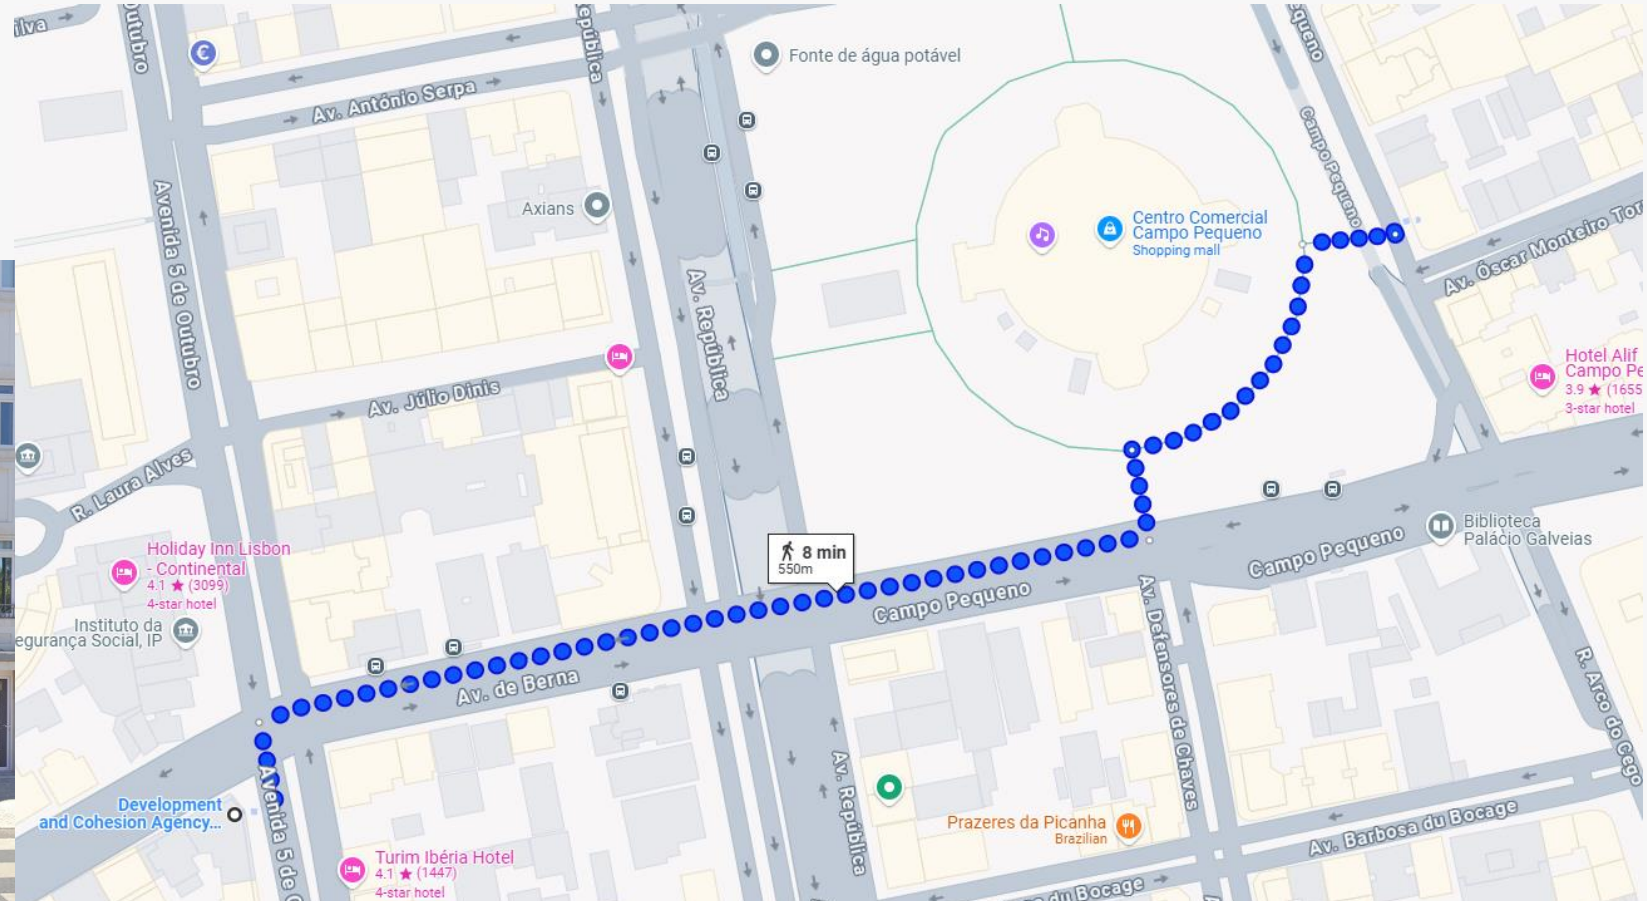 ilva
Outubro
epública
equeno
€
Fonte de água potável
Av. António Serpa
Campo Pequeno
Axians
Centro Comercial
Campo Pequeno
Shopping mall
Avenida 5 de Outubro
Av. República
Av. Óscar Monteiro Tor
Hotel Alif
Campo Pe
3.9 ★ (1655
3-star hotel
Av. Júlio Dinis
R. Laura Alves
Holiday Inn Lisbon
- Continental
4.1 ★ (3099)
4-star hotel
8 min
550m
Biblioteca
Palácio Galveias
Campo Pequeno
Campo Pequeno
Instituto da
egurança Social, IP
Av. de Berna
Av. Defensores de Chaves
R. Arco do Cego
Avenida 5 de O
Av. República
Development
and Cohesion Agency...
Prazeres da Picanha
Brazilian
Av. Barbosa du Bocage
Turim Ibéria Hotel
4.1 ★ (1447)
4-star hotel
du Bocage